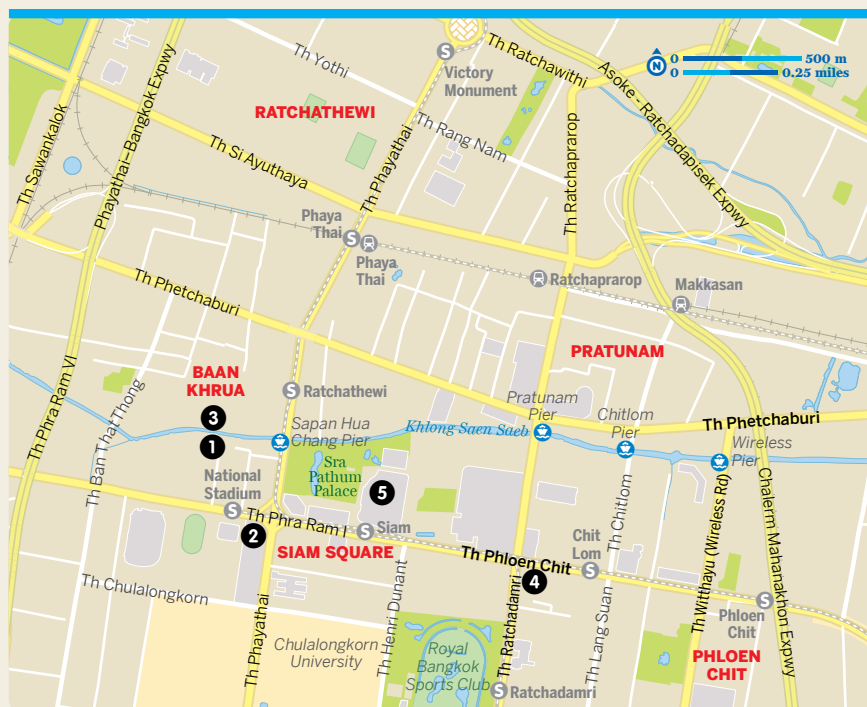 Th Yothi
Th Ratchawithi
0 500 m
N
0 0.25 miles
Victory
Monument
Asoke - Ratchadapisek Expwy
RATCHATHEWI
Th Sawankalok
Phayathai–Bangkok Expwy
Th Rang Nam
Th Si Ayuthaya
Th Phayathai
Th Ratchaprarop
Phaya
Thai
Phaya
Thai
Ratchaprarop
Makkasan
Th Phetchaburi
PRATUNAM
BAAN
KHRUA
Ratchathewi
Th Phra Ram VI
Th Ban That Thong
3
1
Sapan Hua
Chang Pier
Khlong Saen Saeb
Pratunam
Pier
Chitlom
Pier
Th Phetchaburi
Wireless
Pier
National
Stadium
Sra
Pathum
Palace
5
Th Phra Ram I
Siam
2
SIAM SQUARE
Th Phloen Chit
Chit
Lom
Th Chitlom
Th Witthayu (Wireless Rd)
Chalerm Mahanakhon Expwy
4
Th Chulalongkorn
Th Phayathai
Th Henri Dunant
Th Ratchadamri
Th Lang Suan
Phloen
Chit
Chulalongkorn
University
Royal
Bangkok
Sports Club
PHLOEN
CHIT
Ratchadamri
S
S
S
S
S
S
S
S